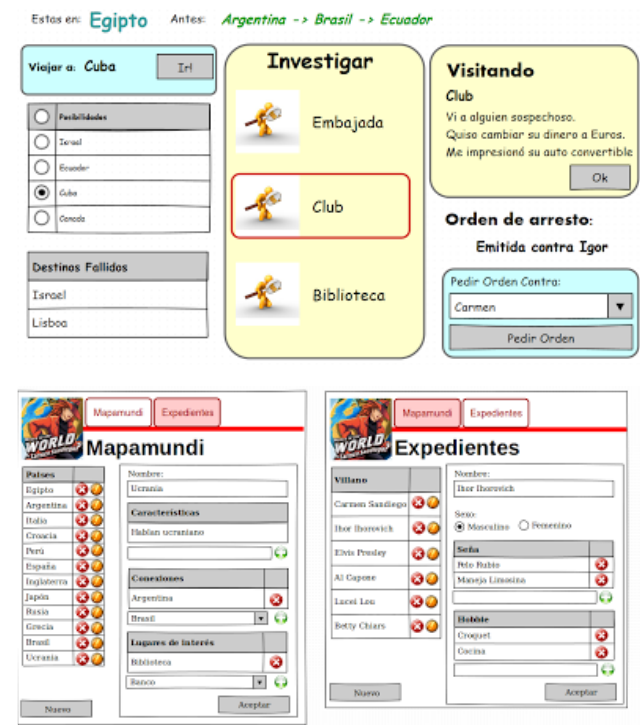 Estas en: Egipto Antes: Argentina -> Brasil -> Ecuador
Viajar a: Cuba Ir!
Posibilidades
Israel
Ecuador
Cuba
Canada
Destinos Fallidos
Israel
Lisboa
Investigar
Embajada
Club
Biblioteca
Visitando
Club
Vi a alguien sospechoso.
Quiso cambiar su dinero a Euros.
Me impresionó su auto convertible
Ok
Orden de arresto:
Emitida contra Igor
Pedir Orden Contra:
Carmen
Pedir Orden
WORLD
Mapamundi Expedientes
Mapamundi
Paises
Egipto
Argentina
Italia
Croacia
Perú
España
Inglaterra
Japón
Rusia
Grecia
Brasil
Ucrania
Nuevo
Nombre:
Ucrania
Caracteristicas
Hablan ucraniano
Conexiones
Argentina
Brasil
Lugares de interés
Biblioteca
Banco
Aceptar
WORLD
Mapamundi Expedientes
Expedientes
Villano
Carmen Sandiego
Ihor Ihorovich
Elvis Presley
Al Capone
Lucci Lou
Betty Chiars
Nuevo
Nombre:
Ihor Ihorovich
Sexo:
Masculino Femenino
Seña
Pelo Rubio
Maneja Limosina
Hobbie
Croquet
Cocina
Aceptar